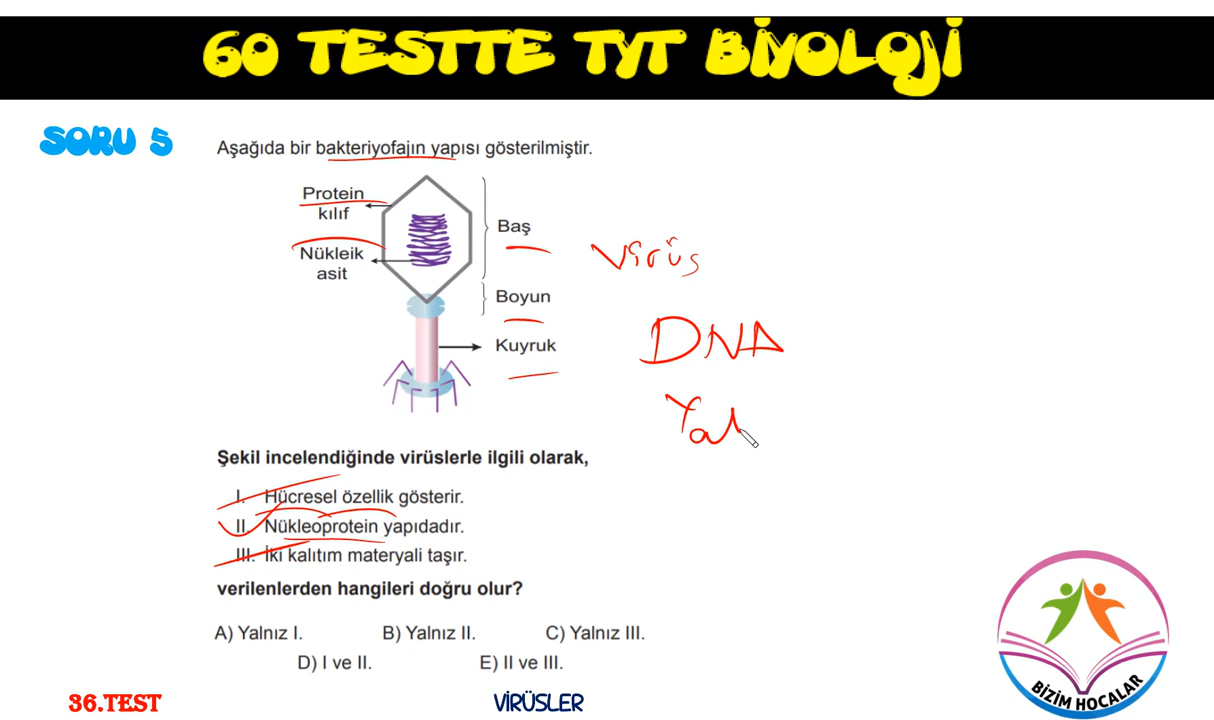 60 TESTTE TYT BİYOLOJİ
SORU 5
Aşağıda bir bakteriyofajın yapısı gösterilmiştir.
Protein
kılıf
Nükleik
asit
Baş
Boyun
Kuyruk
Virüs
DNA
Yal
Şekil incelendiğinde virüslerle ilgili olarak,
I. Hücresel özellik gösterir.
II. Nükleoprotein yapıdadır.
III. İki kalıtım materyali taşır.
verilenlerden hangileri doğru olur?
A) Yalnız I. B) Yalnız II. C) Yalnız III.
D) I ve II. E) II ve III.
36.TEST
VİRÜSLER
BİZİM HOCALAR